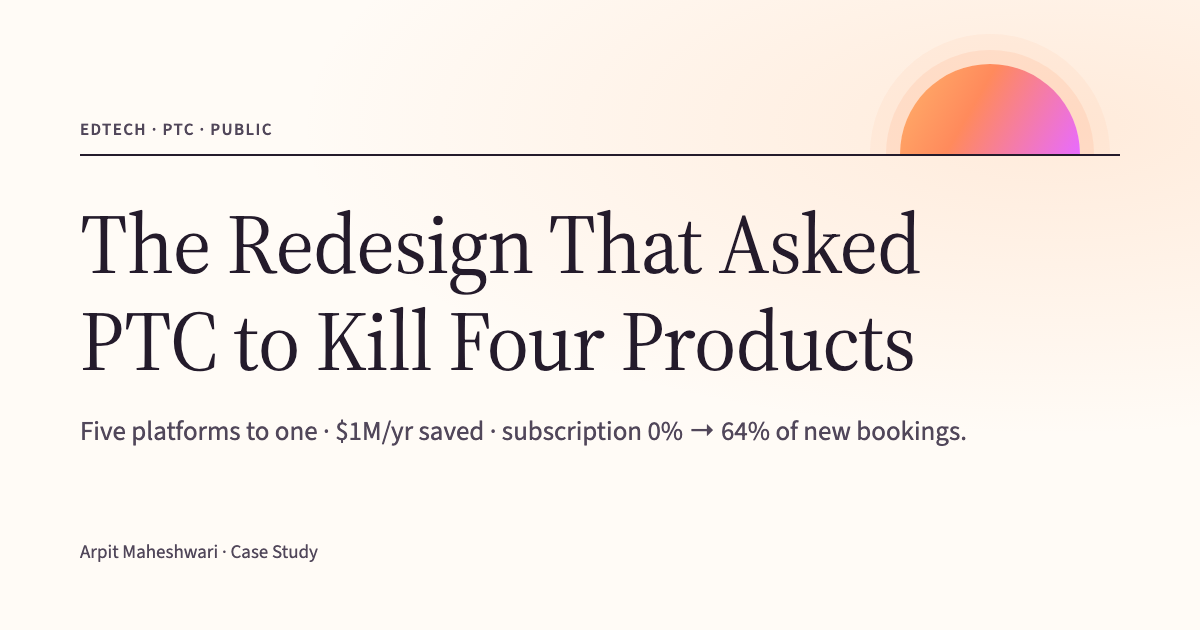 EDTECH · PTC · PUBLIC
The Redesign That Asked
PTC to Kill Four Products
Five platforms to one · $1M/yr saved · subscription 0% → 64% of new bookings.
Arpit Maheshwari · Case Study